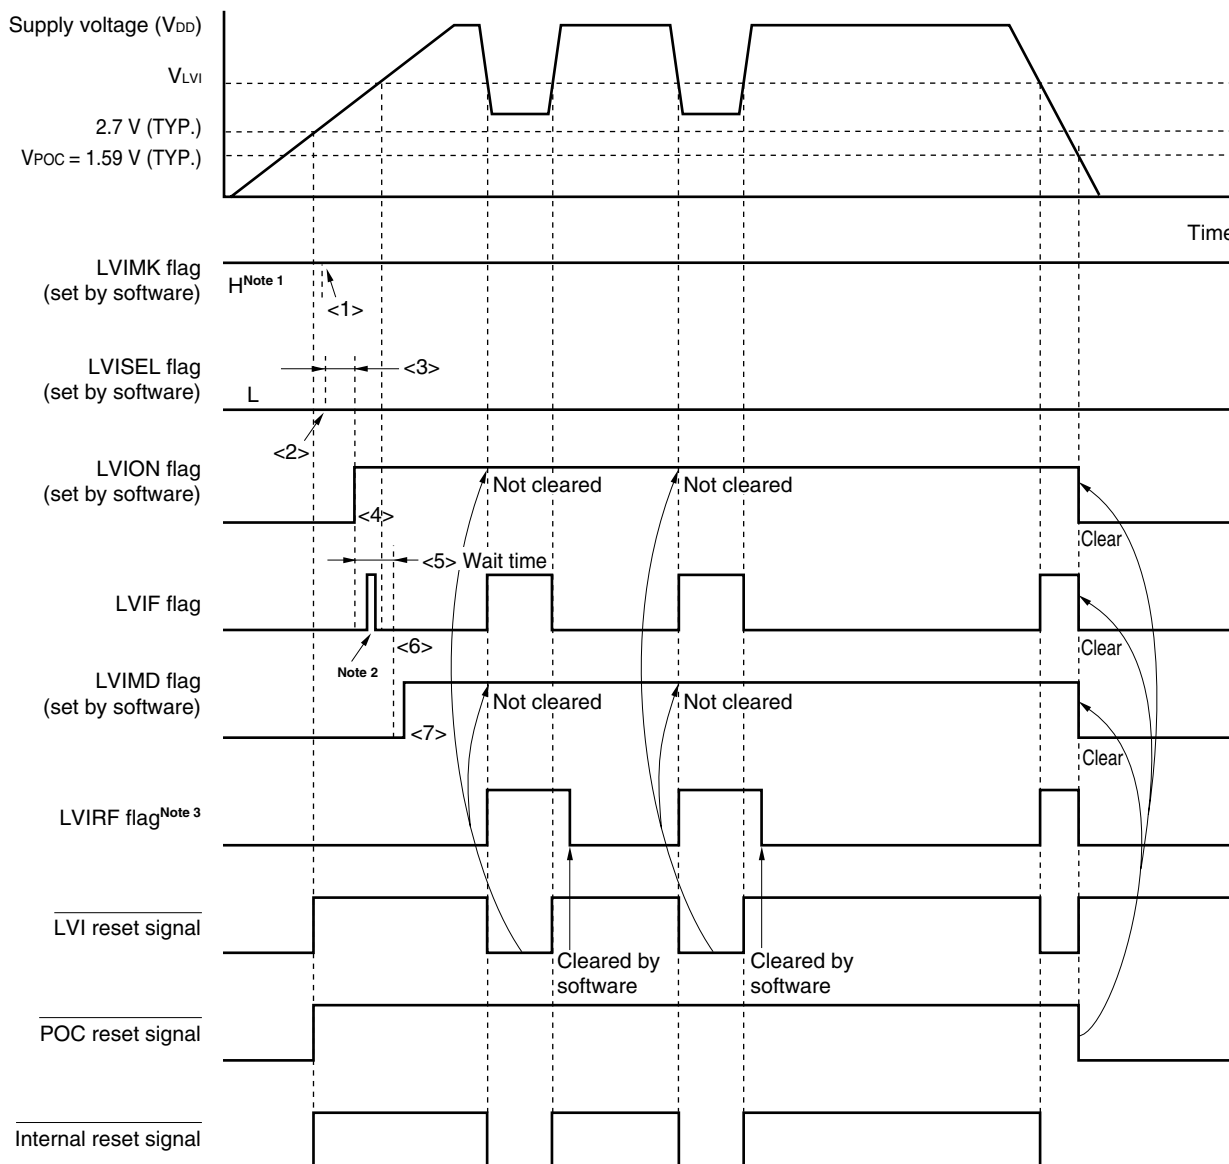 Supply voltage (VDD)
VLVI
2.7 V (TYP.)
VPOC = 1.59 V (TYP.)
Time
LVIMK flag
(set by software)
H Note 1
<1>
LVISEL flag
(set by software)
<3>
L
<2>
LVION flag
(set by software)
Not cleared
Not cleared
<4>
Clear
<5> Wait time
LVIF flag
<6>
Clear
Note 2
LVIMD flag
(set by software)
Not cleared
Not cleared
<7>
Clear
LVIRF flag Note 3
LVI reset signal
Cleared by
software
Cleared by
software
POC reset signal
Internal reset signal